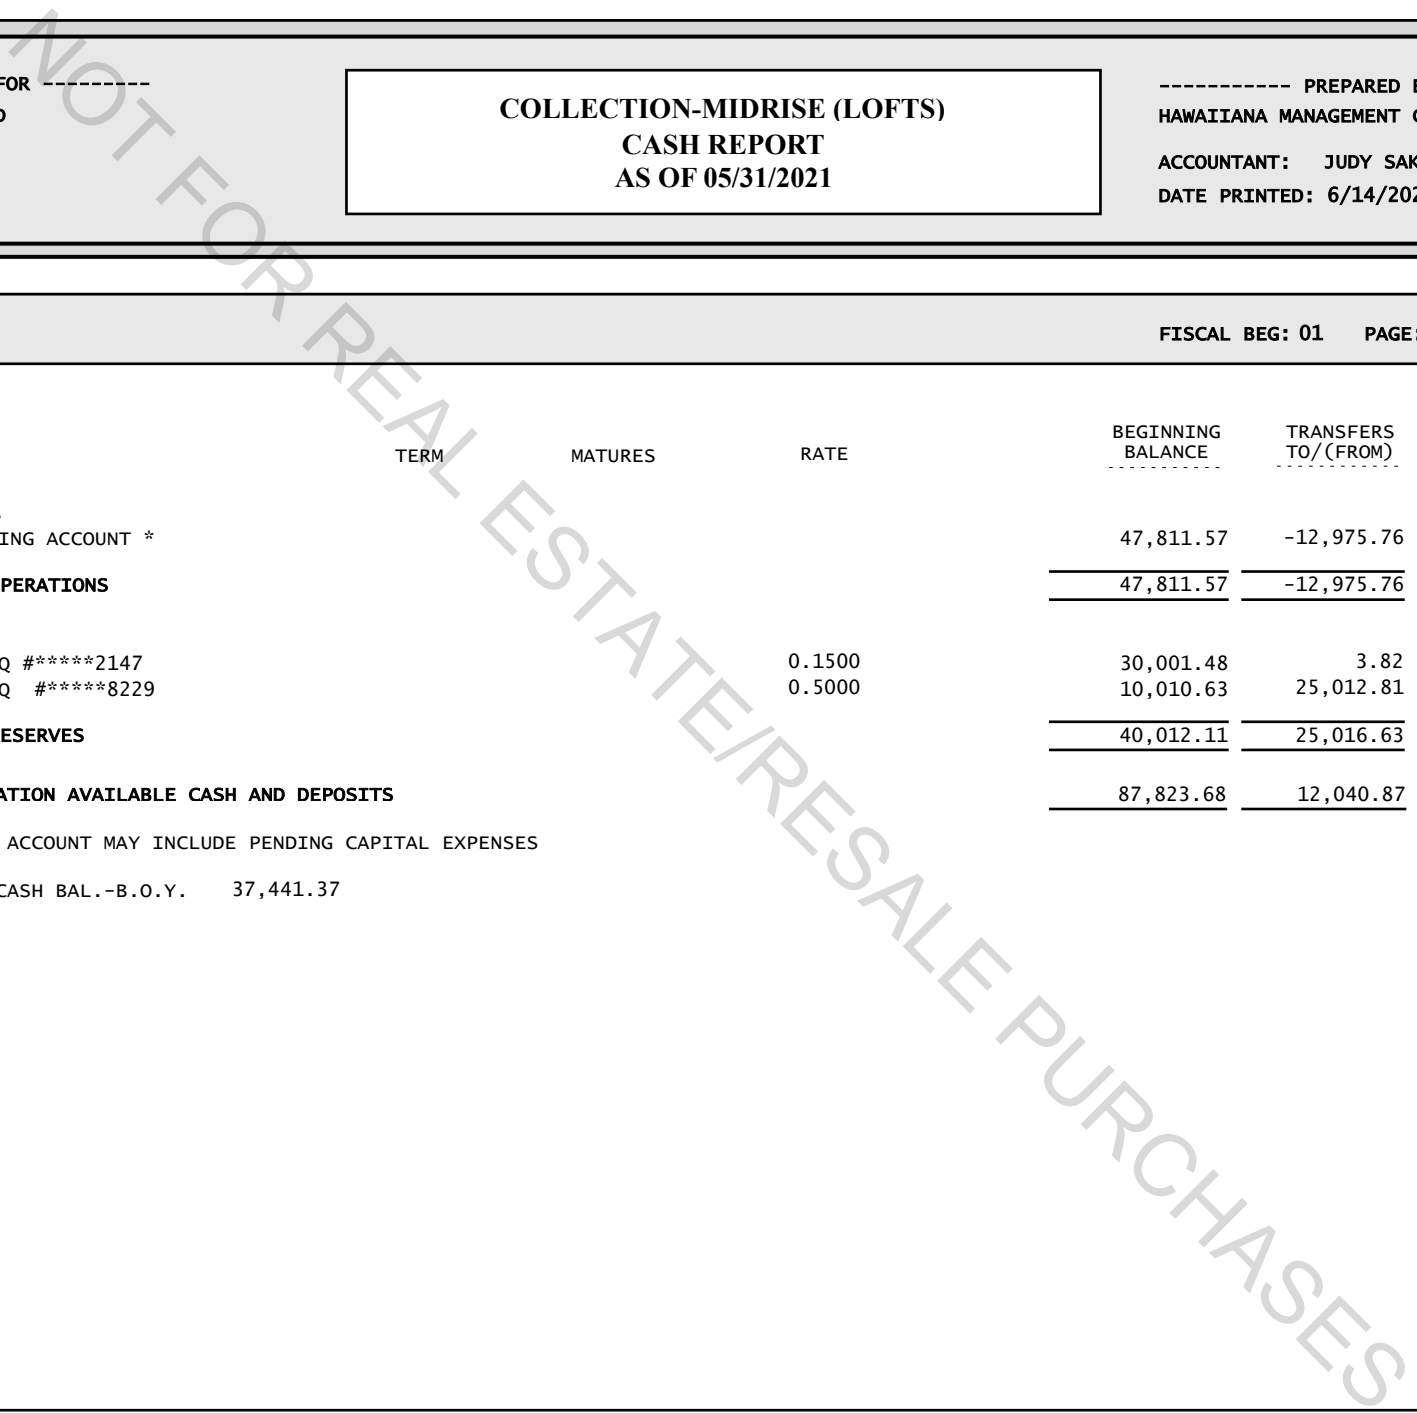 FOR ---------
COLLECTION-MIDRISE (LOFTS)
CASH REPORT
AS OF 05/31/2021
----------- PREPARED
HAWAIIANA MANAGEMENT
ACCOUNTANT: JUDY SAK
DATE PRINTED: 6/14/202
FISCAL BEG: 01 PAGE:
TERM MATURES RATE BEGINNING BALANCE TRANSFERS TO/(FROM)
ING ACCOUNT * 47,811.57 -12,975.76
PERATIONS 47,811.57 -12,975.76
Q #*****2147 0.1500 30,001.48 3.82
Q #*****8229 0.5000 10,010.63 25,012.81
ESERVES 40,012.11 25,016.63
ATION AVAILABLE CASH AND DEPOSITS 87,823.68 12,040.87
ACCOUNT MAY INCLUDE PENDING CAPITAL EXPENSES
CASH BAL.-B.O.Y. 37,441.37
NOT FOR REAL ESTATE/RESALE PURCHASES